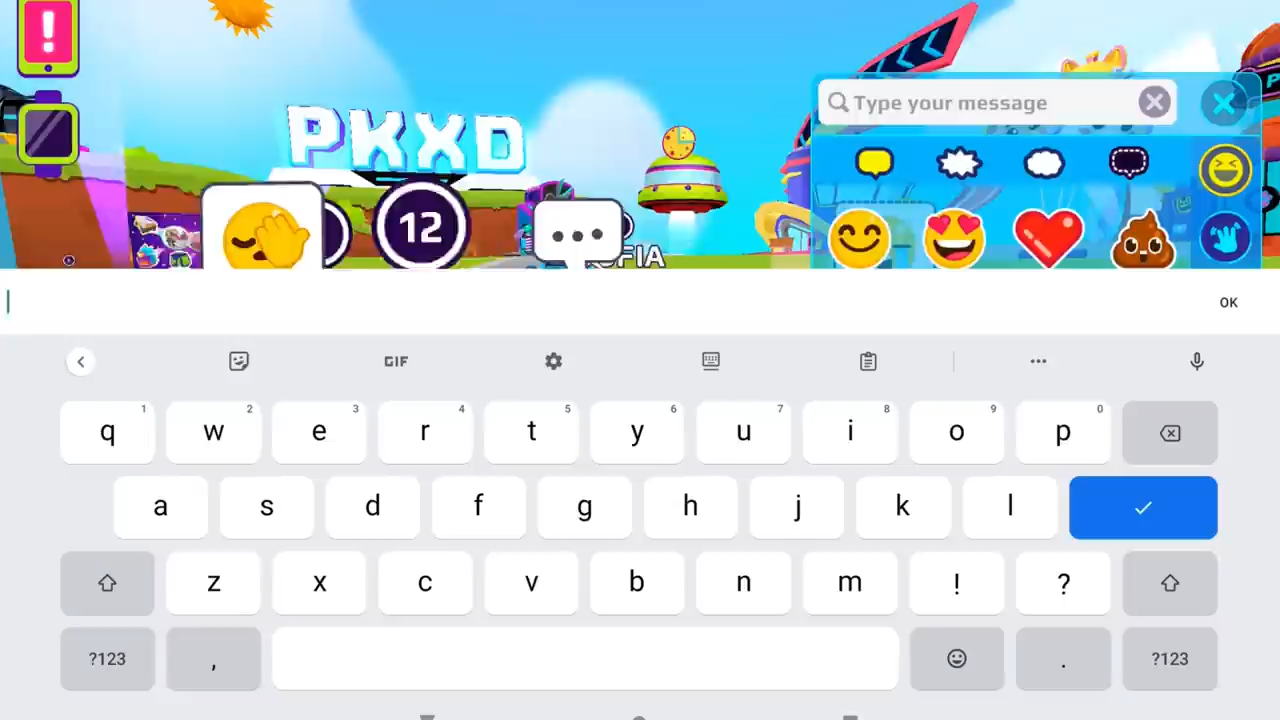 PKXD
12
FIA
Type your message
OK
GIF
q 1 w 2 e 3 r 4 t 5 y 6 u 7 i 8 o 9 p 0
a s d f g h j k l
z x c v b n m ! ?
?123 , . ?123